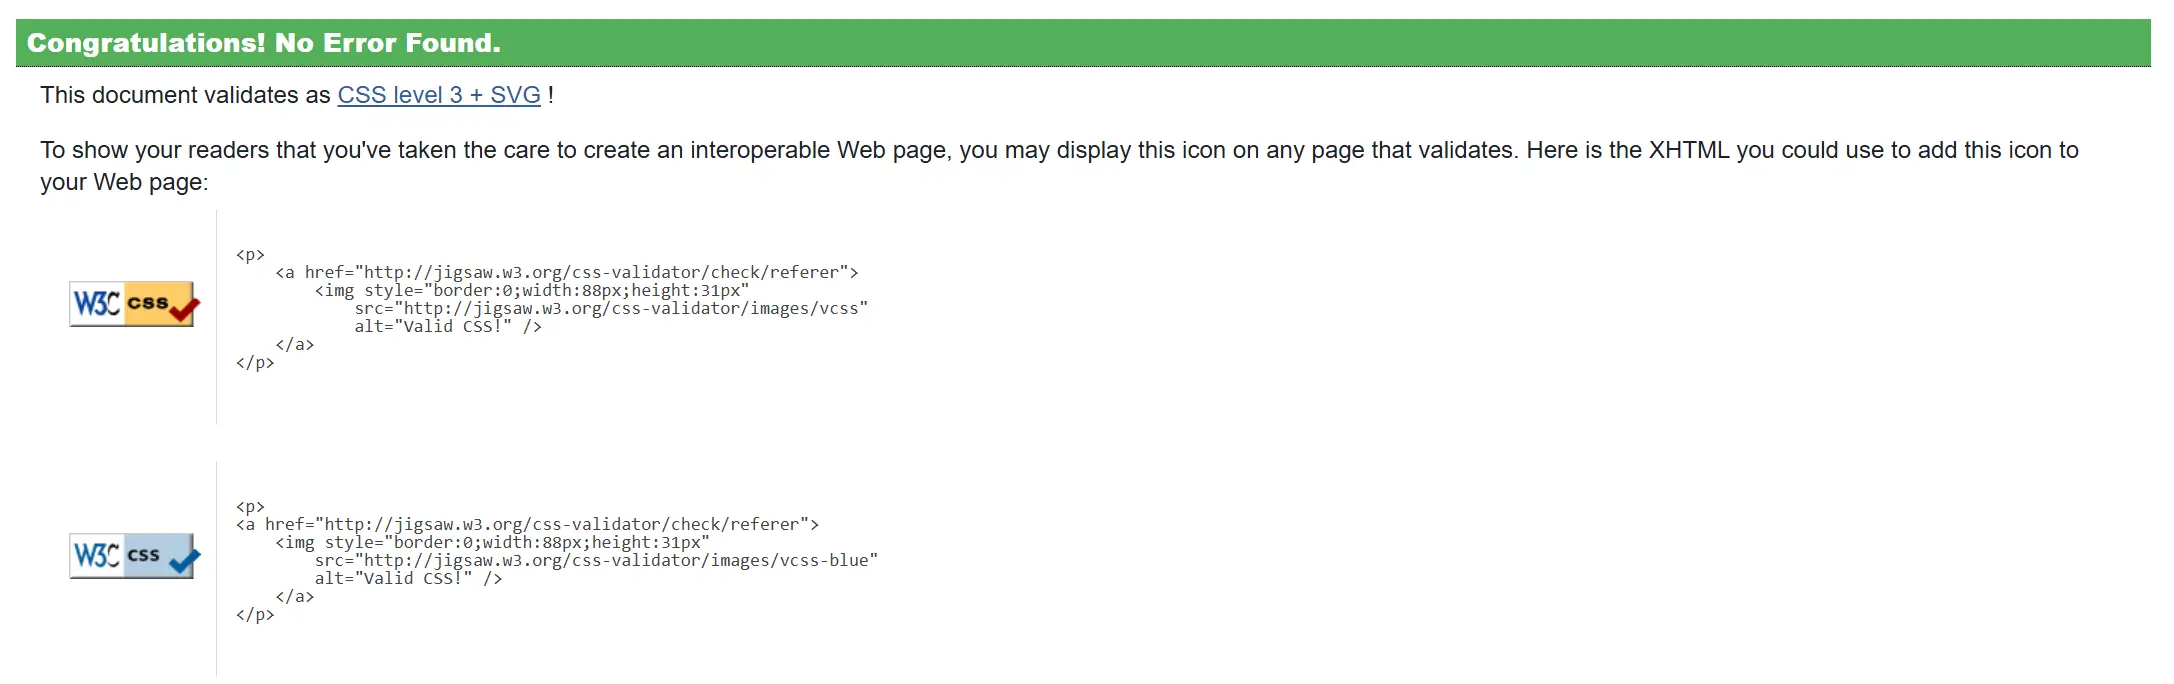 Congratulations! No Error Found.
This document validates as CSS level 3 + SVG !
To show your readers that you've taken the care to create an interoperable Web page, you may display this icon on any page that validates. Here is the XHTML you could use to add this icon to
your Web page:
W3C css
<p>
    <a href="http://jigsaw.w3.org/css-validator/check/referer">
        <img style="border:0;width:88px;height:31px"
            src="http://jigsaw.w3.org/css-validator/images/vcss"
            alt="Valid CSS!" />
    </a>
</p>
W3C css
<p>
<a href="http://jigsaw.w3.org/css-validator/check/referer">
    <img style="border:0;width:88px;height:31px"
        src="http://jigsaw.w3.org/css-validator/images/vcss-blue"
        alt="Valid CSS!" />
    </a>
</p>